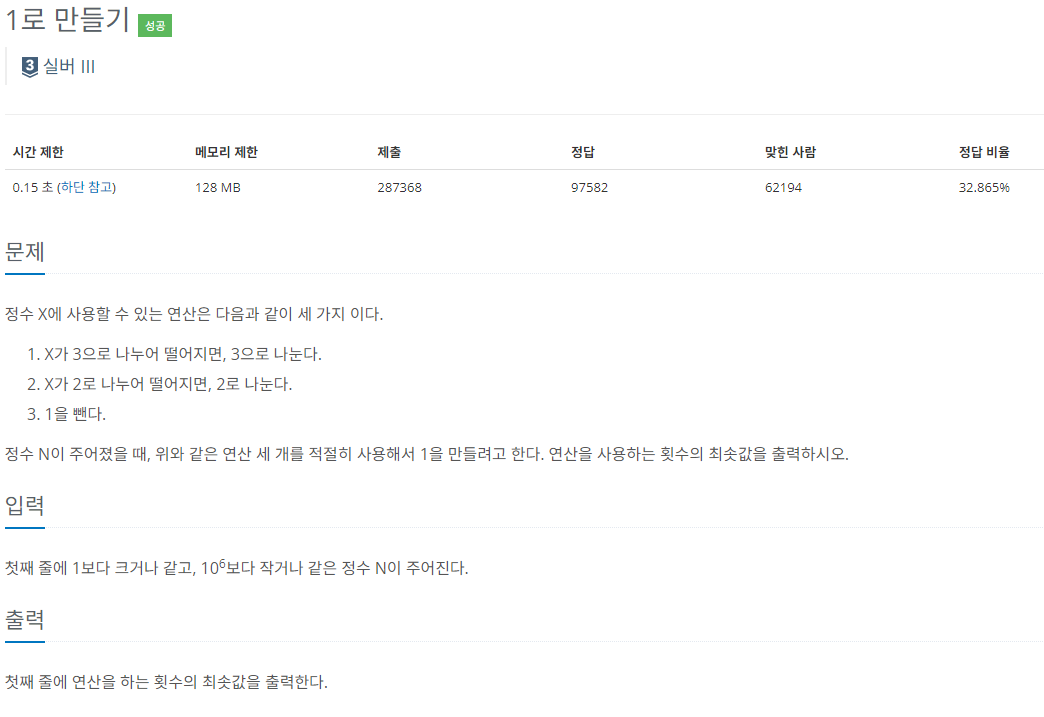 1로 만들기 성공
3 실버 III
시간 제한 메모리 제한 제출 정답 맞힌 사람 정답 비율
0.15 초 (하단 참고) 128 MB 287368 97582 62194 32.865%
문제
정수 X에 사용할 수 있는 연산은 다음과 같이 세 가지 이다.
1. X가 3으로 나누어 떨어지면, 3으로 나눈다.
2. X가 2로 나누어 떨어지면, 2로 나눈다.
3. 1을 뺀다.
정수 N이 주어졌을 때, 위와 같은 연산 세 개를 적절히 사용해서 1을 만들려고 한다. 연산을 사용하는 횟수의 최솟값을 출력하시오.
입력
첫째 줄에 1보다 크거나 같고, 10⁶보다 작거나 같은 정수 N이 주어진다.
출력
첫째 줄에 연산을 하는 횟수의 최솟값을 출력한다.